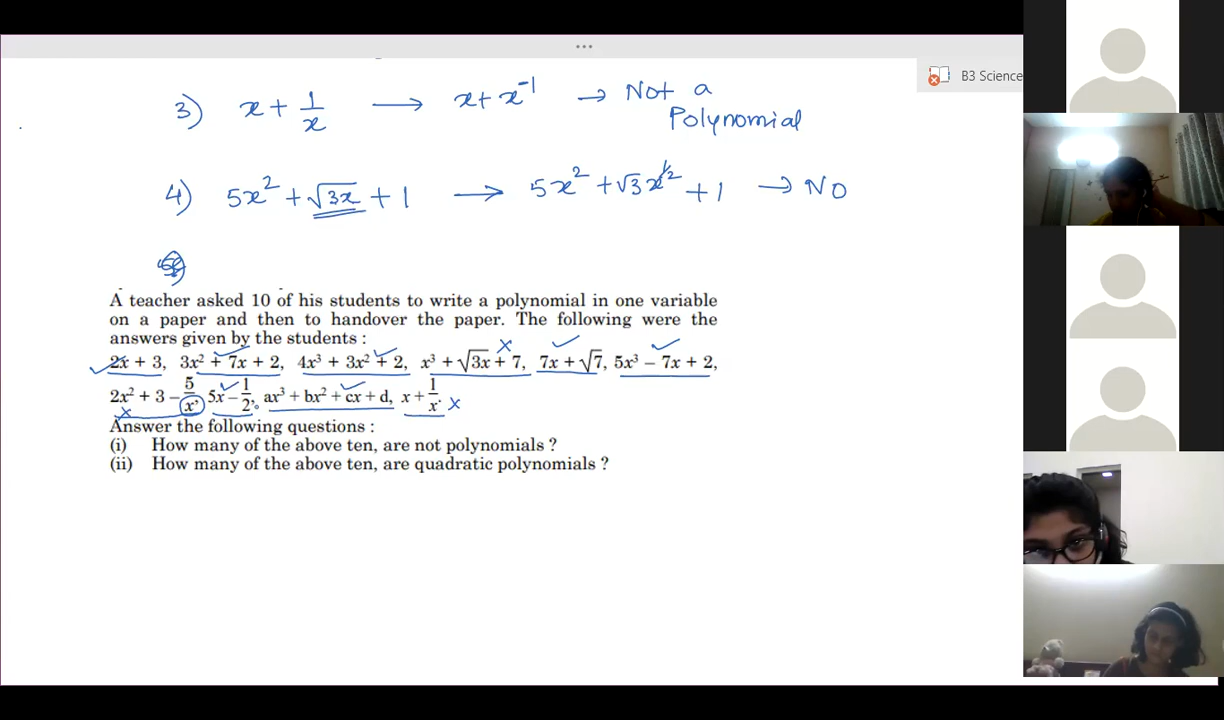 B3 Science
3) x + 1/x → x + x⁻¹ → Not a Polynomial
4) 5x² + √3x + 1 → 5x² + √3 x^1/2 + 1 → NO
A teacher asked 10 of his students to write a polynomial in one variable
on a paper and then to handover the paper. The following were the
answers given by the students :
2x + 3, 3x² + 7x + 2, 4x³ + 3x² + 2, x³ + √3x + 7, 7x + √7, 5x³ – 7x + 2,
2x² + 3 – 5/x, 5x – 1/2, ax³ + bx² + cx + d, x + 1/x.
Answer the following questions :
(i) How many of the above ten, are not polynomials ?
(ii) How many of the above ten, are quadratic polynomials ?